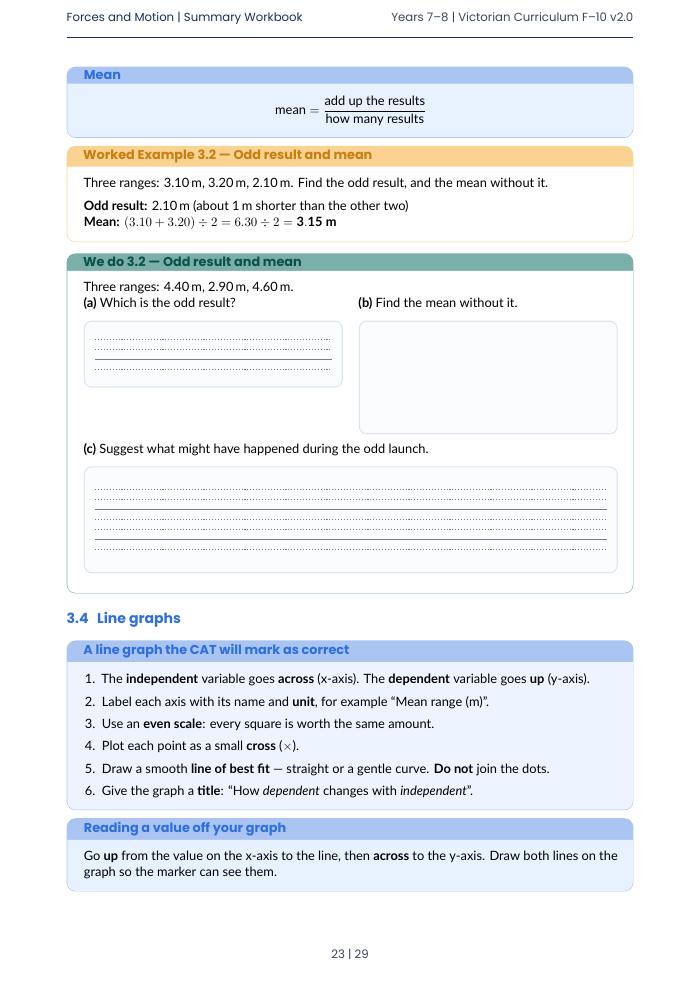 Forces and Motion | Summary Workbook
Years 7–8 | Victorian Curriculum F–10 v2.0
Mean
mean = add up the results / how many results
Worked Example 3.2 — Odd result and mean
Three ranges: 3.10 m, 3.20 m, 2.10 m. Find the odd result, and the mean without it.
Odd result: 2.10 m (about 1 m shorter than the other two)
Mean: (3.10 + 3.20) ÷ 2 = 6.30 ÷ 2 = 3.15 m
We do 3.2 — Odd result and mean
Three ranges: 4.40 m, 2.90 m, 4.60 m.
(a) Which is the odd result?
(b) Find the mean without it.
(c) Suggest what might have happened during the odd launch.
3.4 Line graphs
A line graph the CAT will mark as correct
1. The independent variable goes across (x-axis). The dependent variable goes up (y-axis).
2. Label each axis with its name and unit, for example “Mean range (m)”.
3. Use an even scale: every square is worth the same amount.
4. Plot each point as a small cross (×).
5. Draw a smooth line of best fit — straight or a gentle curve. Do not join the dots.
6. Give the graph a title: “How dependent changes with independent”.
Reading a value off your graph
Go up from the value on the x-axis to the line, then across to the y-axis. Draw both lines on the
graph so the marker can see them.
23 | 29